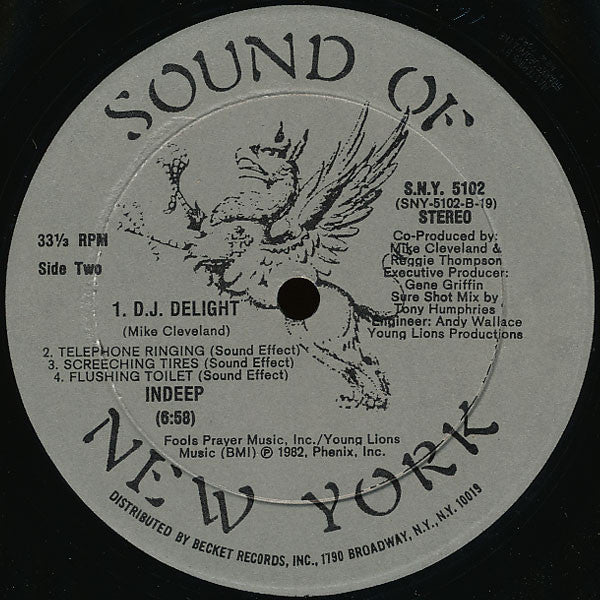 SOUND OF
S.N.Y. 5102
(SNY-5102-B-19)
STEREO
33⅓ RPM
Side Two
Co-Produced by:
Mike Cleveland &
Reggie Thompson
Executive Producer:
Gene Griffin
Sure Shot Mix by
Tony Humphries
Engineer: Andy Wallace
Young Lions Productions
1. D.J. DELIGHT
(Mike Cleveland)
2. TELEPHONE RINGING (Sound Effect)
3. SCREECHING TIRES (Sound Effect)
4. FLUSHING TOILET (Sound Effect)
INDEEP
(6:58)
Fools Prayer Music, Inc./Young Lions
Music (BMI) ℗ 1982, Phenix, Inc.
NEW YORK
DISTRIBUTED BY BECKET RECORDS, INC., 1790 BROADWAY, N.Y., N.Y. 10019